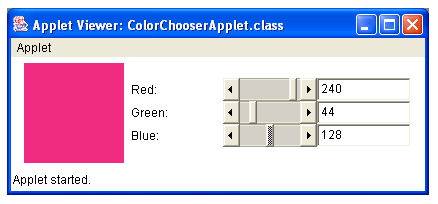 Applet Viewer: ColorChooserApplet.class
Applet
Red: 240
Green: 44
Blue: 128
Applet started.